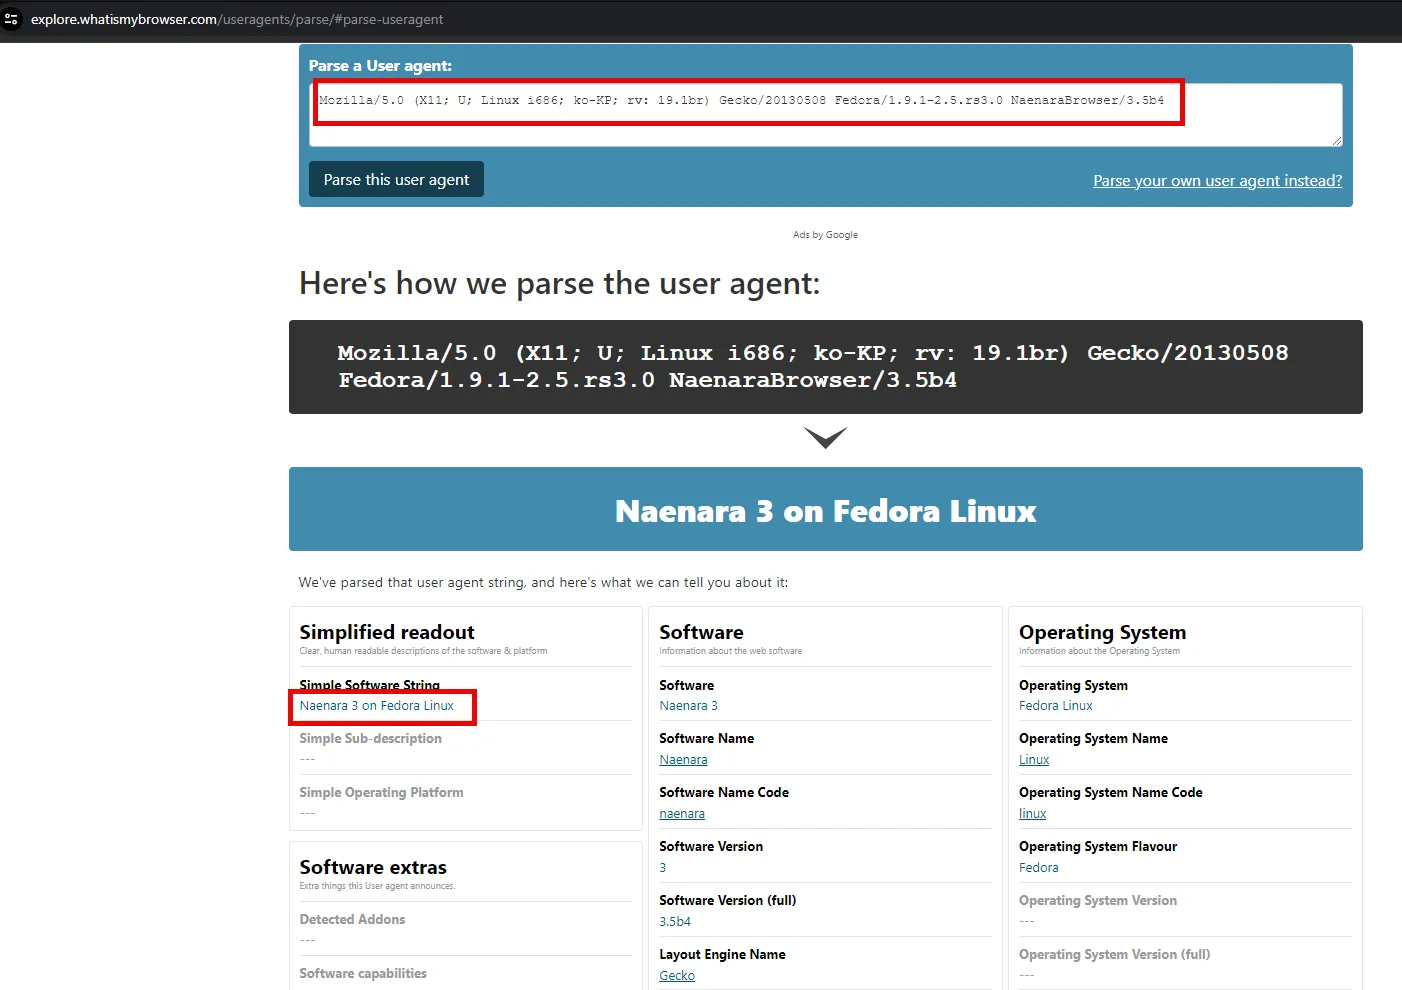 explore.whatismybrowser.com/useragents/parse/#parse-useragent
Parse a User agent:
Mozilla/5.0 (X11; U; Linux i686; ko-KP; rv: 19.1br) Gecko/20130508 Fedora/1.9.1-2.5.rs3.0 NaenaraBrowser/3.5b4
Parse this user agent
Parse your own user agent instead?
Ads by Google
Here's how we parse the user agent:
Mozilla/5.0 (X11; U; Linux i686; ko-KP; rv: 19.1br) Gecko/20130508
Fedora/1.9.1-2.5.rs3.0 NaenaraBrowser/3.5b4
Naenara 3 on Fedora Linux
We've parsed that user agent string, and here's what we can tell you about it:
Simplified readout
Clear, human readable descriptions of the software & platform
Simple Software String
Naenara 3 on Fedora Linux
Simple Sub-description
---
Simple Operating Platform
---
Software extras
Extra things this User agent announces.
Detected Addons
---
Software capabilities
Software
Information about the web software
Software
Naenara 3
Software Name
Naenara
Software Name Code
naenara
Software Version
3
Software Version (full)
3.5b4
Layout Engine Name
Gecko
Operating System
Information about the Operating System
Operating System
Fedora Linux
Operating System Name
Linux
Operating System Name Code
linux
Operating System Flavour
Fedora
Operating System Version
---
Operating System Version (full)
---